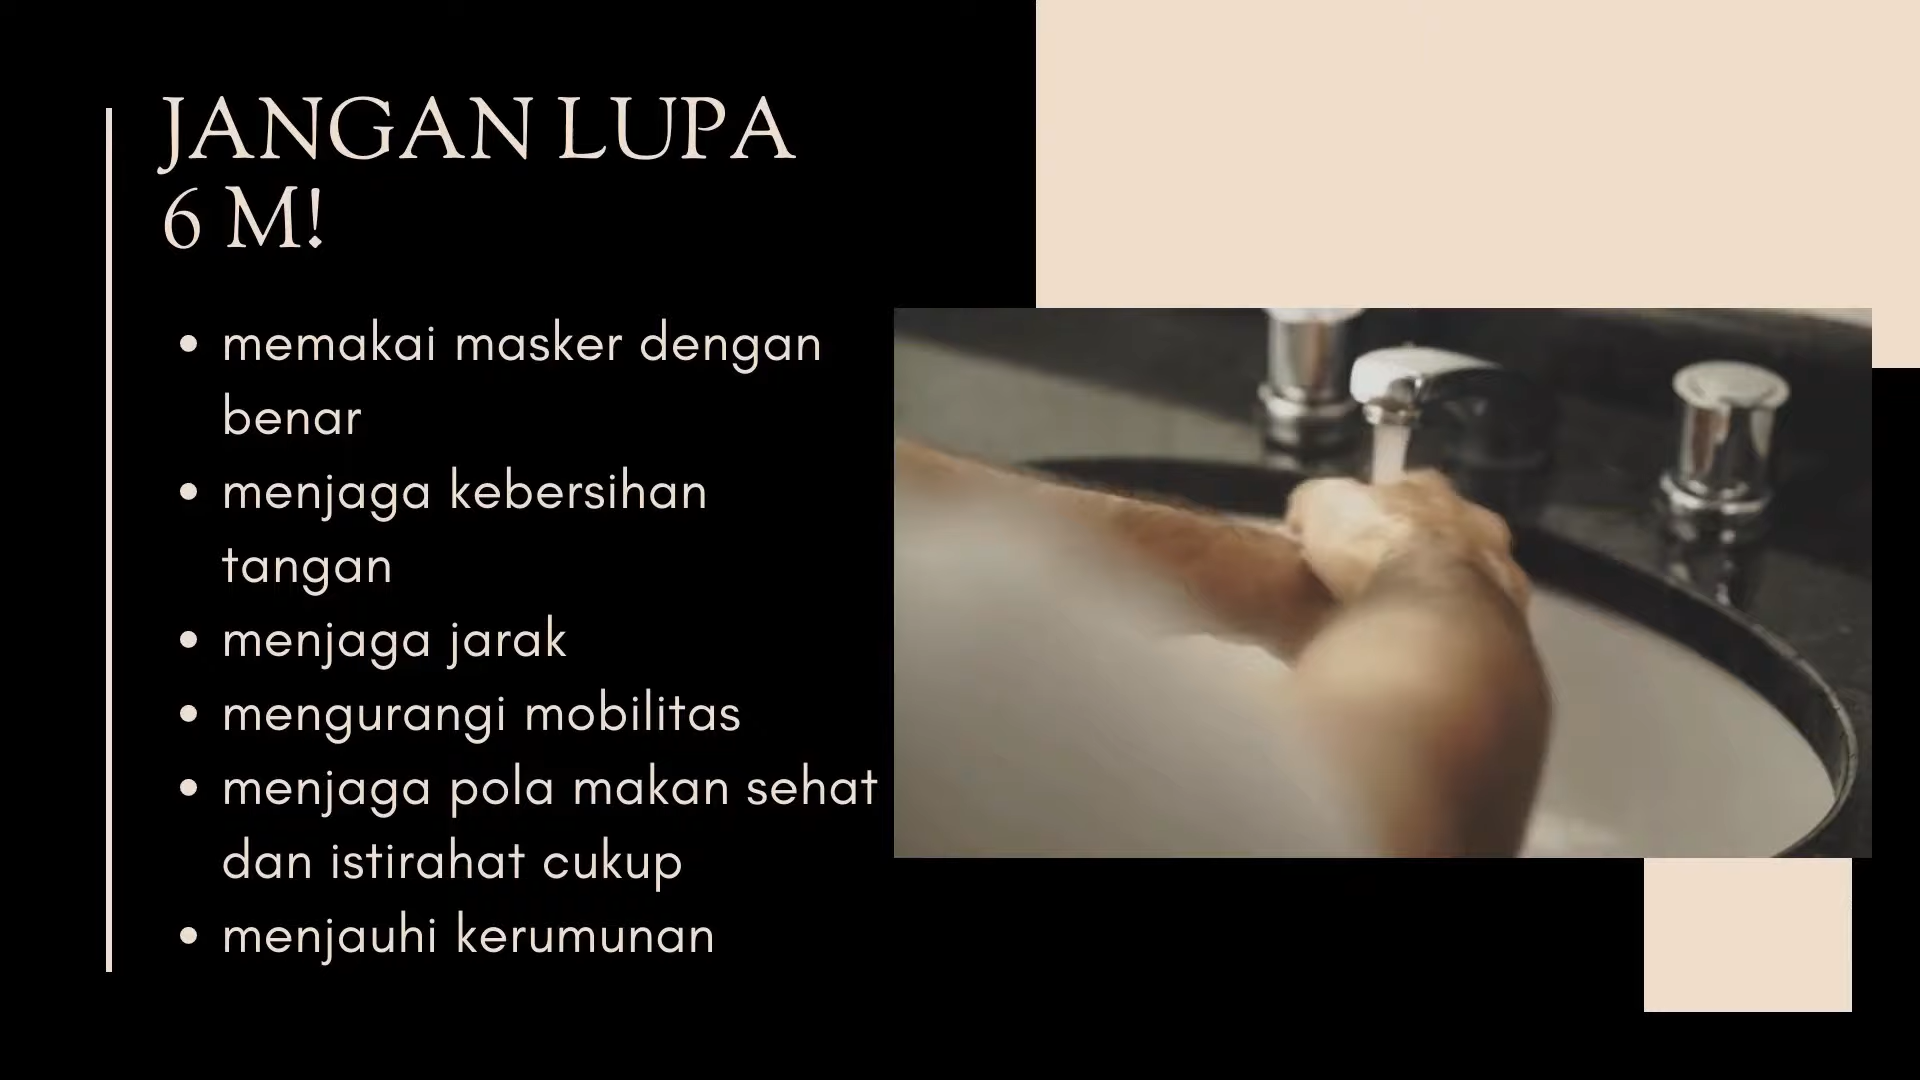 JANGAN LUPA
6 M!
• memakai masker dengan
benar
• menjaga kebersihan
tangan
• menjaga jarak
• mengurangi mobilitas
• menjaga pola makan sehat
dan istirahat cukup
• menjauhi kerumunan